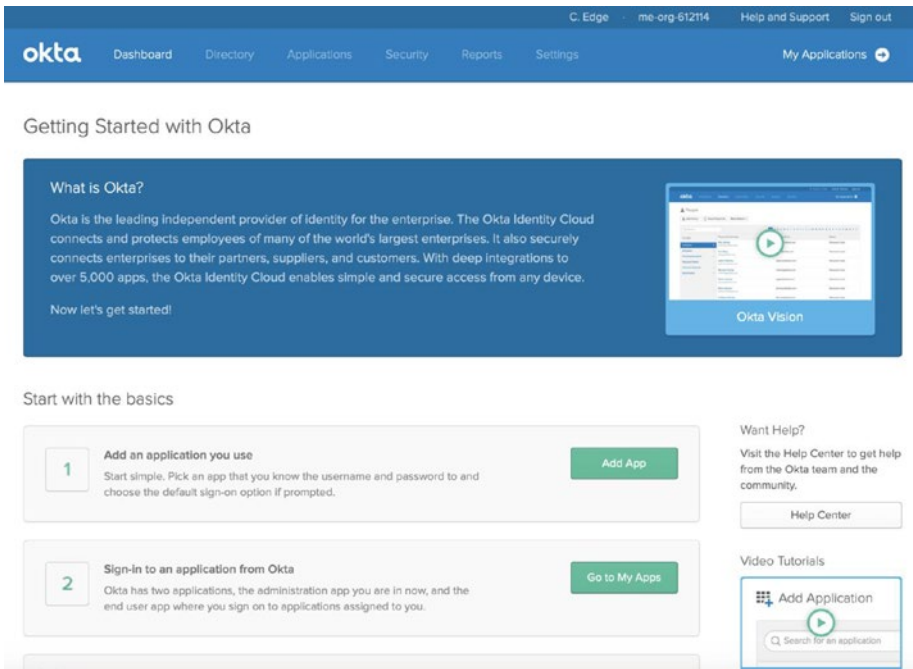 C. Edge · me-org-612114 Help and Support Sign out
okta Dashboard Directory Applications Security Reports Settings My Applications
Getting Started with Okta
What is Okta?
Okta is the leading independent provider of identity for the enterprise. The Okta Identity Cloud
connects and protects employees of many of the world's largest enterprises. It also securely
connects enterprises to their partners, suppliers, and customers. With deep integrations to
over 5,000 apps, the Okta Identity Cloud enables simple and secure access from any device.
Now let's get started!
okta
Okta Vision
Start with the basics
1
Add an application you use
Start simple. Pick an app that you know the username and password to and
choose the default sign-on option if prompted.
Add App
2
Sign-in to an application from Okta
Okta has two applications, the administration app you are in now, and the
end user app where you sign on to applications assigned to you.
Go to My Apps
Want Help?
Visit the Help Center to get help
from the Okta team and the
community.
Help Center
Video Tutorials
Add Application
Search for an application